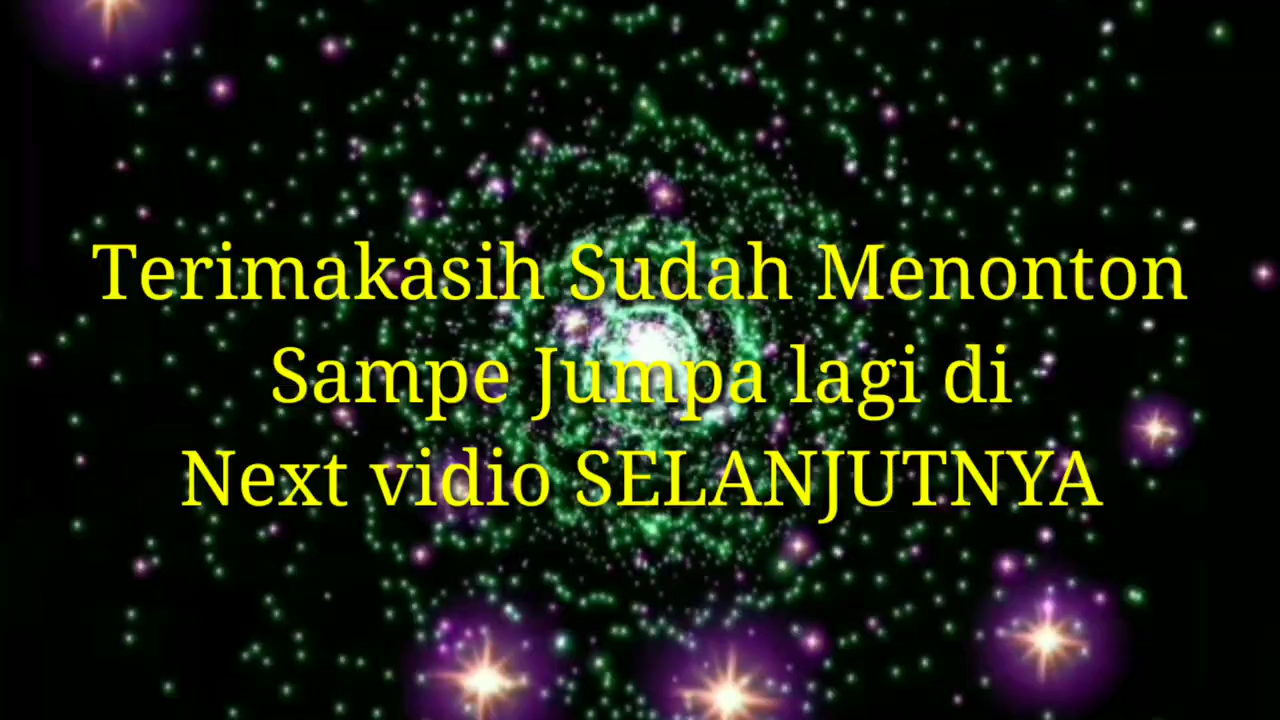 Terimakasih Sudah Menonton
Sampe Jumpa lagi di
Next vidio SELANJUTNYA